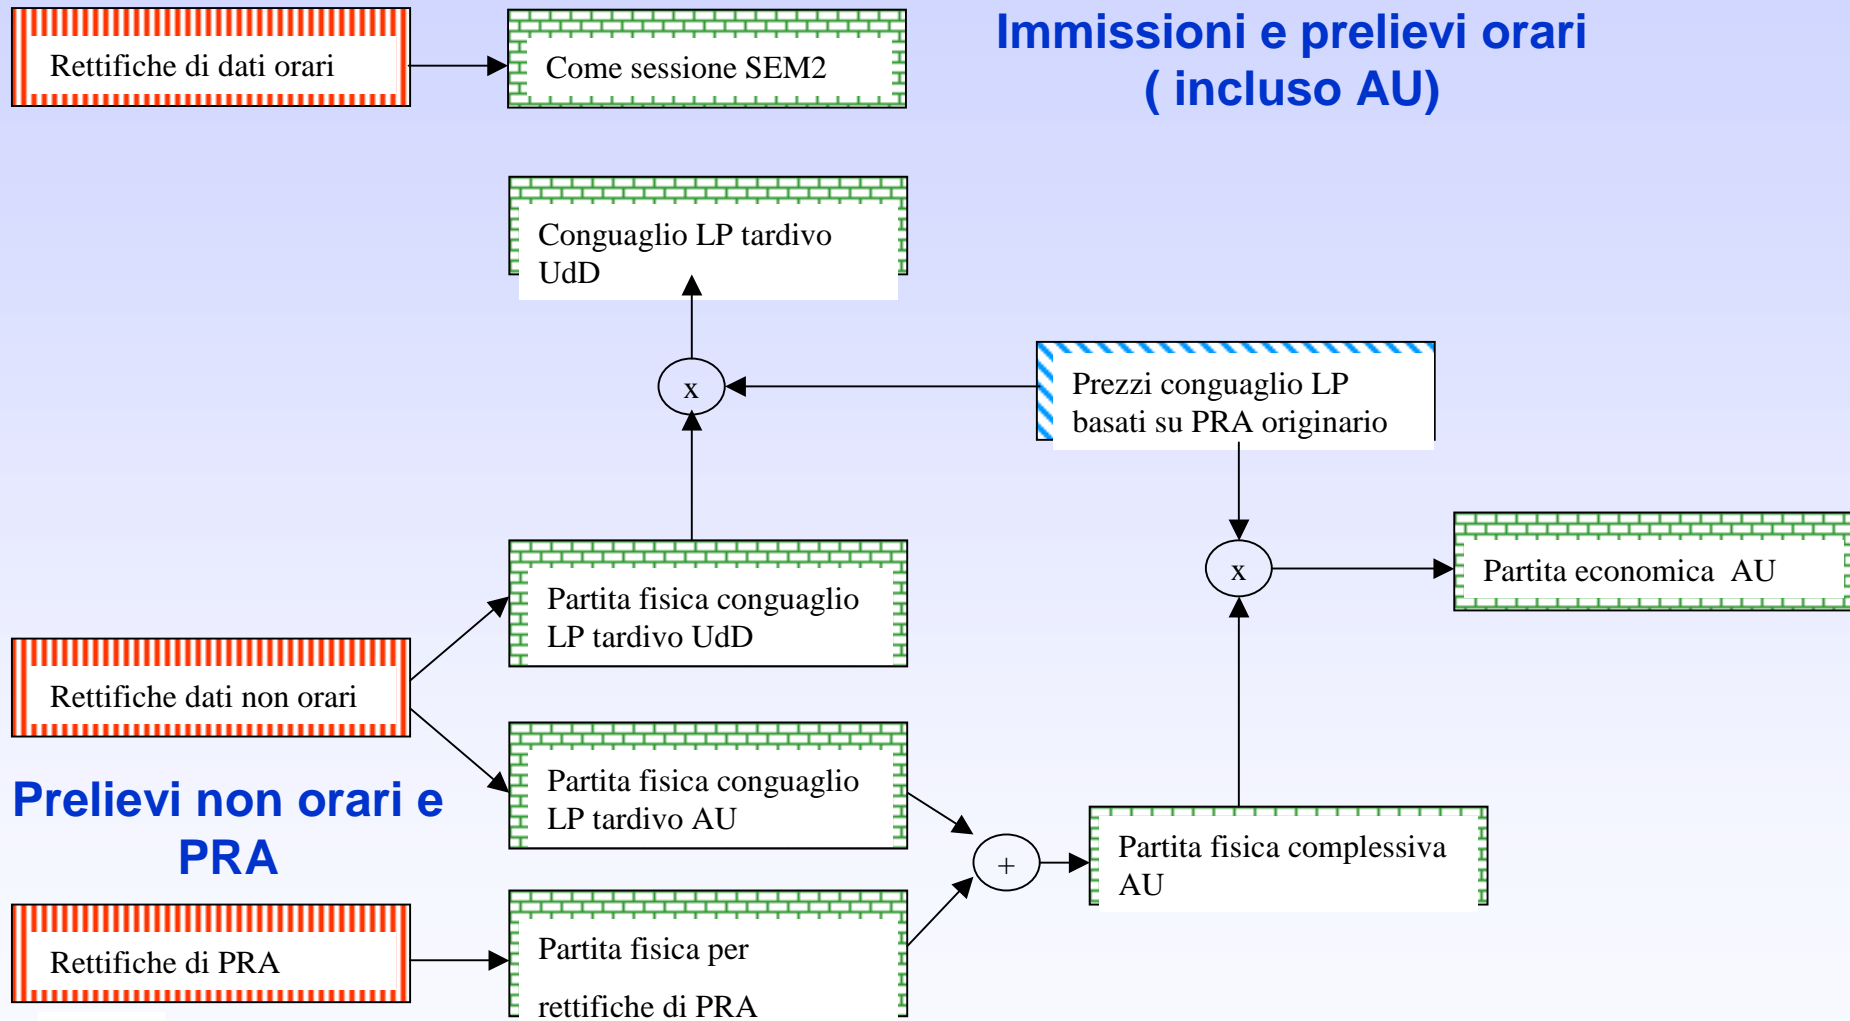 Rettifiche di dati orari
Come sessione SEM2
Immissioni e prelievi orari
( incluso AU)
Conguaglio LP tardivo
UdD
x
Prezzi conguaglio LP
basati su PRA originario
x
Partita economica AU
Partita fisica conguaglio
LP tardivo UdD
Rettifiche dati non orari
Partita fisica conguaglio
LP tardivo AU
Prelievi non orari e
PRA
+
Partita fisica complessiva
AU
Rettifiche di PRA
Partita fisica per
rettifiche di PRA